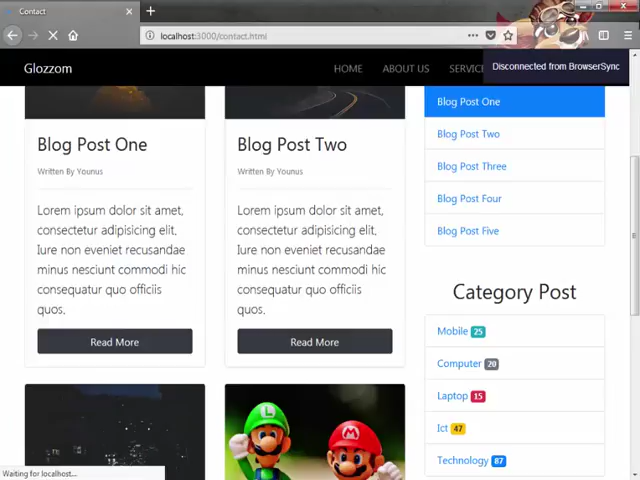 Contact
localhost:3000/contact.html
Glozzom
HOME
ABOUT US
SERVIC
Disconnected from BrowserSync
Blog Post One
Written By Younus
Lorem ipsum dolor sit amet,
consectetur adipisicing elit.
Iure non eveniet recusandae
minus nesciunt commodi hic
consequatur quo officiis
quos.
Read More
Blog Post Two
Written By Younus
Lorem ipsum dolor sit amet,
consectetur adipisicing elit.
Iure non eveniet recusandae
minus nesciunt commodi hic
consequatur quo officiis
quos.
Read More
Blog Post One
Blog Post Two
Blog Post Three
Blog Post Four
Blog Post Five
Category Post
Mobile 25
Computer 20
Laptop 15
Ict 47
Technology 87
Waiting for localhost...